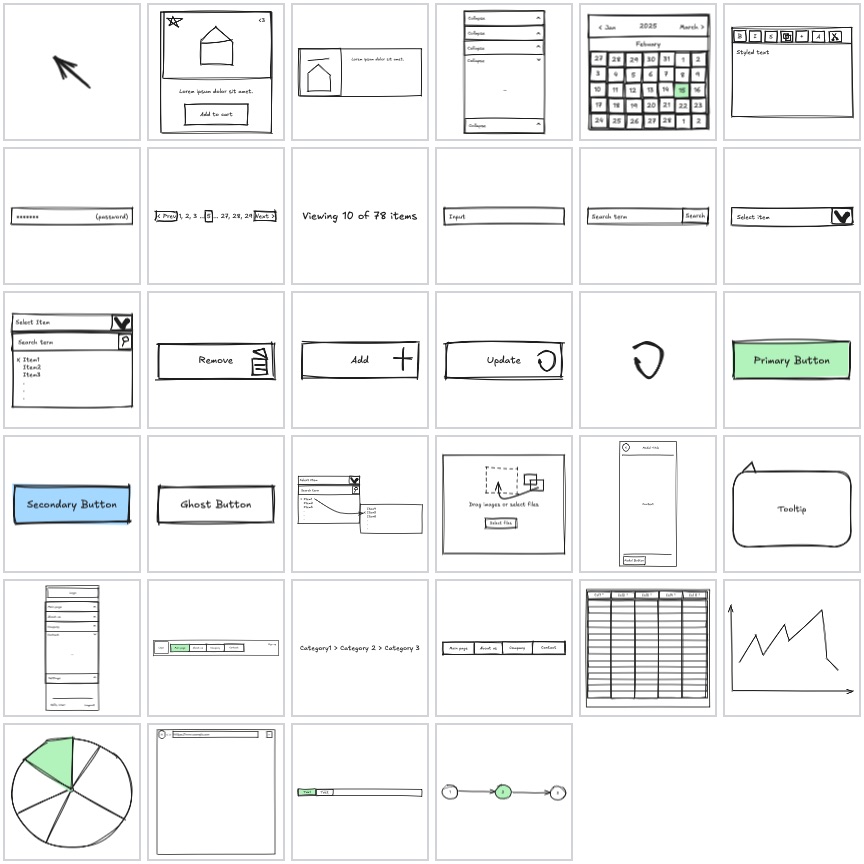 <3
Lorem ipsum dolor sit amet.
Add to cart
Lorem ipsum dolor sit amet.
Collapse
Collapse
Collapse
Collapse
Collapse
< Jan 2025 March >
Febuary
27 28 29 30 31 1 2
3 4 5 6 7 8 9
10 11 12 13 14 15 16
17 18 19 20 21 22 23
24 25 26 27 28 1 2
B I S + A
Styled text
******* (password)
< Prev 1, 2, 3 ... 5 ... 27, 28, 29 Next >
Viewing 10 of 78 items
Input
Search term Search
Select item
Select Item
Search term
x Item1
Item2
Item3
.
.
.
Remove
Add
Update
Primary Button
Secondary Button
Ghost Button
Select Item
Search term
x Item1
Item2
Item3
Item1
x Item2
Item3
Drag images or select files.
Select files
Modal Title
Content
Modal Button
Tooltip
Logo
Main page
About us
Company
Contact
Settings
Logo Main page About us Company Contact
Category1 > Category 2 > Category 3
Main page About us Company Contact
Col1 Col2 Col3 Col4 Col5
Tab1 Tab2
1 2 3